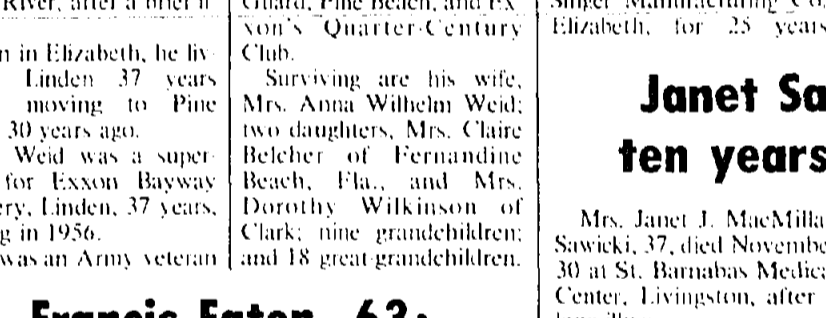 River, after a brief
n in Elizabeth, he liv-
Linden 37 years
moving to Pine
30 years ago.
Weid was a super-
for Exxon Bayway
ery, Linden, 37 years,
g in 1956.
was an Army veteran
Guard, Pine Beach, and Ex-
xon's Quarter-Century
Club.
Surviving are his wife,
Mrs. Anna Wilhelm Weid;
two daughters, Mrs. Claire
Belcher of Fernandine
Beach, Fla., and Mrs.
Dorothy Wilkinson of
Clark; nine grandchildren;
and 18 great-grandchildren.
Francis Eaton, 63;
Singer Manufacturing Co.
Elizabeth, for 25 years
Janet Sa
ten years
Mrs. Janet J. MacMilla
Sawicki, 37, died Novembe
30 at St. Barnabas Medica
Center, Livingston, after